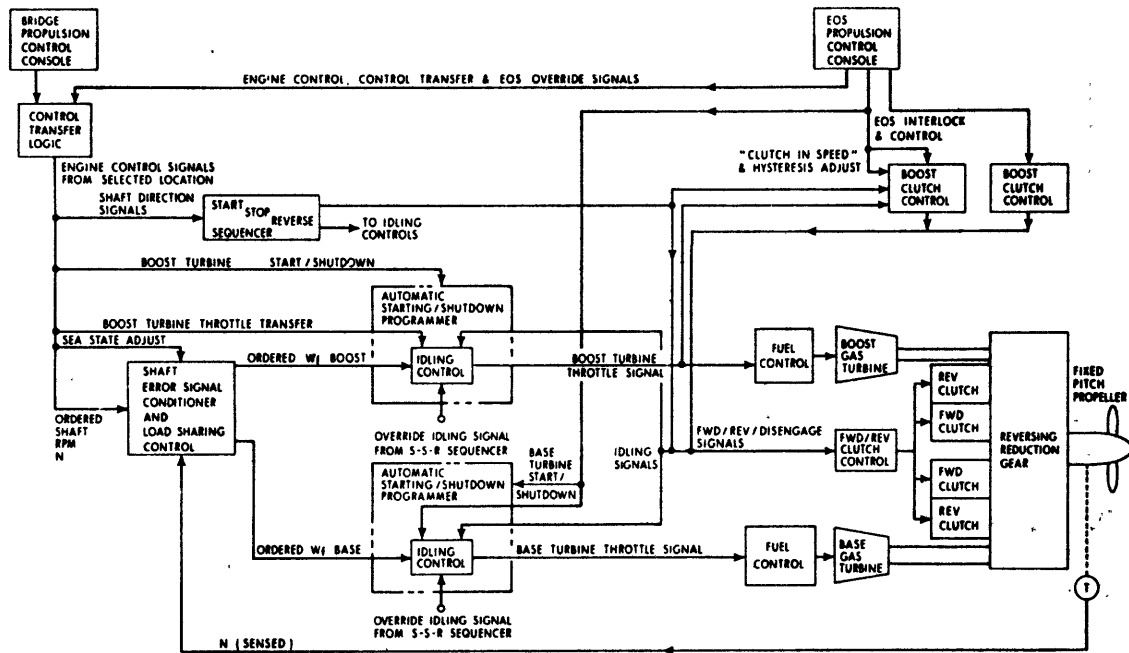 BRIDGE
PROPULSION
CONTROL
CONSOLE
EOS
PROPULSION
CONTROL
CONSOLE
ENGINE CONTROL, CONTROL TRANSFER & EOS OVERRIDE SIGNALS
CONTROL
TRANSFER
LOGIC
EOS INTERLOCK
& CONTROL
ENGINE CONTROL SIGNALS
FROM SELECTED LOCATION
"CLUTCH IN SPEED"
& HYSTERESIS ADJUST
BOOST
CLUTCH
CONTROL
BOOST
CLUTCH
CONTROL
SHAFT DIRECTION
SIGNALS
START
STOP
REVERSE
SEQUENCER
TO IDLING
CONTROLS
BOOST TURBINE START/SHUTDOWN
AUTOMATIC
STARTING/SHUTDOWN
PROGRAMMER
BOOST TURBINE THROTTLE TRANSFER
SEA STATE ADJUST
IDLING
CONTROL
ORDERED Wf BOOST
BOOST TURBINE
THROTTLE SIGNAL
FUEL
CONTROL
BOOST
GAS
TURBINE
SHAFT
ERROR SIGNAL
CONDITIONER
AND
LOAD SHARING
CONTROL
ORDERED
SHAFT
RPM
N
REV
CLUTCH
FWD
CLUTCH
FWD
CLUTCH
REV
CLUTCH
FIXED
PITCH
PROPELLER
REVERSING
REDUCTION
GEAR
OVERRIDE IDLING SIGNAL
FROM S-S-R SEQUENCER
IDLING
SIGNALS
FWD/REV/DISENGAGE
SIGNALS
FWD/REV
CLUTCH
CONTROL
AUTOMATIC
STARTING/SHUTDOWN
PROGRAMMER
BASE
TURBINE
START/
SHUTDOWN
IDLING
CONTROL
ORDERED Wf BASE
BASE TURBINE THROTTLE SIGNAL
FUEL
CONTROL
BASE
GAS
TURBINE
T
OVERRIDE IDLING SIGNAL
FROM S-S-R SEQUENCER
N (SENSED)